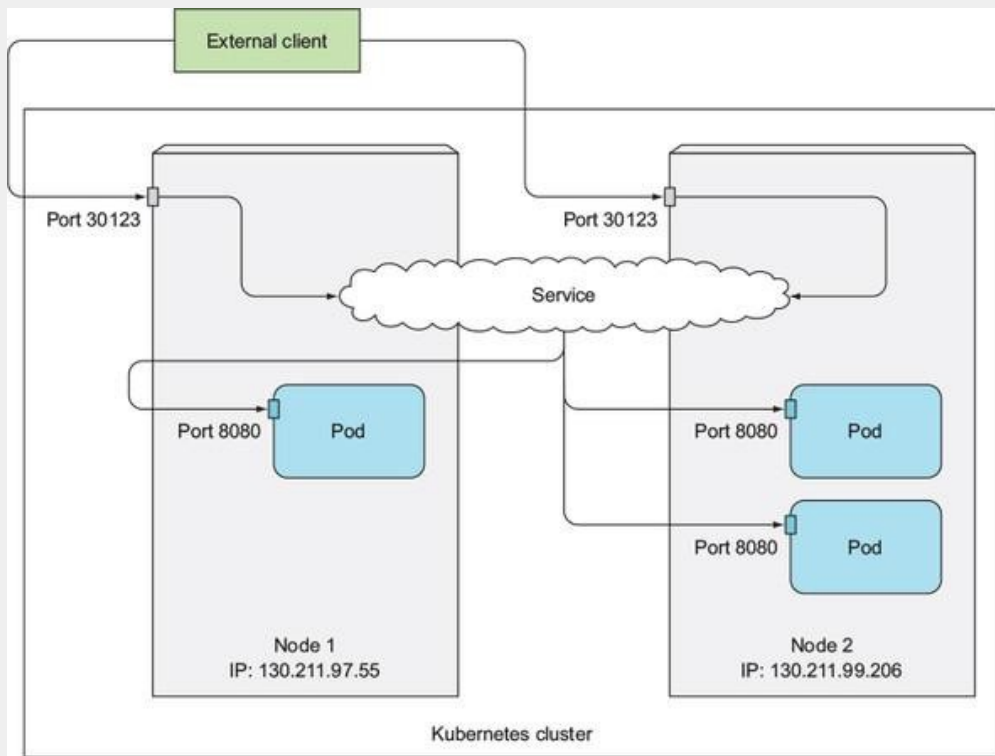 External client
Port 30123
Port 30123
Service
Port 8080
Pod
Port 8080
Pod
Port 8080
Pod
Node 1
IP: 130.211.97.55
Node 2
IP: 130.211.99.206
Kubernetes cluster